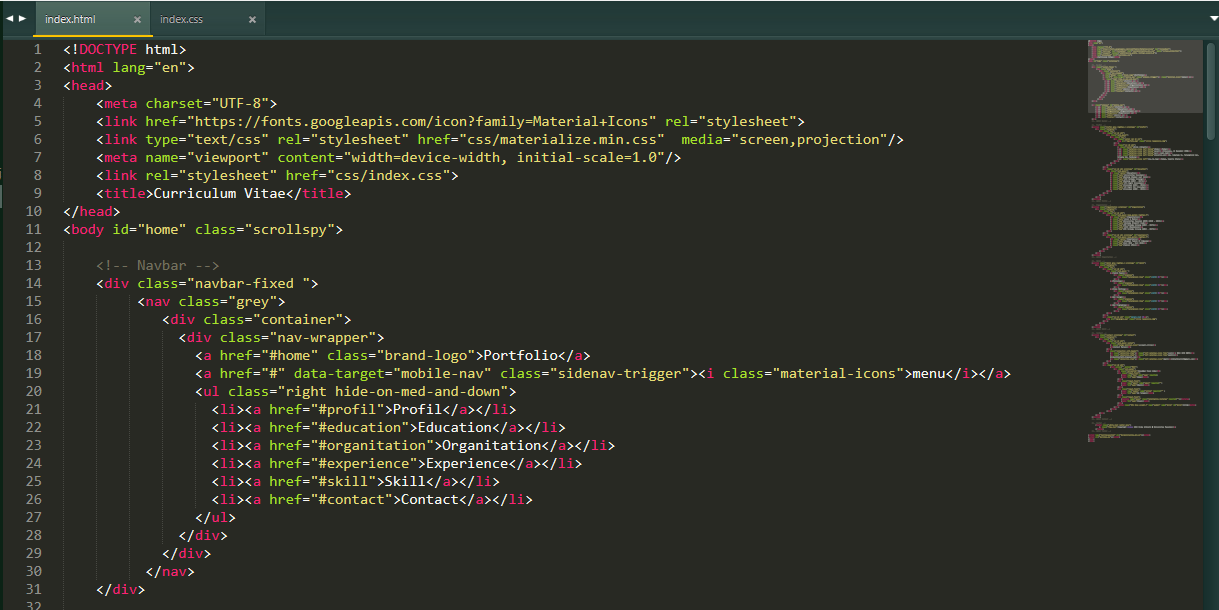 index.html × index.css ×
1 <!DOCTYPE html>
2 <html lang="en">
3 <head>
4 <meta charset="UTF-8">
5 <link href="https://fonts.googleapis.com/icon?family=Material+Icons" rel="stylesheet">
6 <link type="text/css" rel="stylesheet" href="css/materialize.min.css"  media="screen,projection"/>
7 <meta name="viewport" content="width=device-width, initial-scale=1.0"/>
8 <link rel="stylesheet" href="css/index.css">
9 <title>Curriculum Vitae</title>
10 </head>
11 <body id="home" class="scrollspy">
12
13 <!-- Navbar -->
14 <div class="navbar-fixed ">
15 <nav class="grey">
16 <div class="container">
17 <div class="nav-wrapper">
18 <a href="#home" class="brand-logo">Portfolio</a>
19 <a href="#" data-target="mobile-nav" class="sidenav-trigger"><i class="material-icons">menu</i></a>
20 <ul class="right hide-on-med-and-down">
21 <li><a href="#profil">Profil</a></li>
22 <li><a href="#education">Education</a></li>
23 <li><a href="#organitation">Organitation</a></li>
24 <li><a href="#experience">Experience</a></li>
25 <li><a href="#skill">Skill</a></li>
26 <li><a href="#contact">Contact</a></li>
27 </ul>
28 </div>
29 </div>
30 </nav>
31 </div>
32